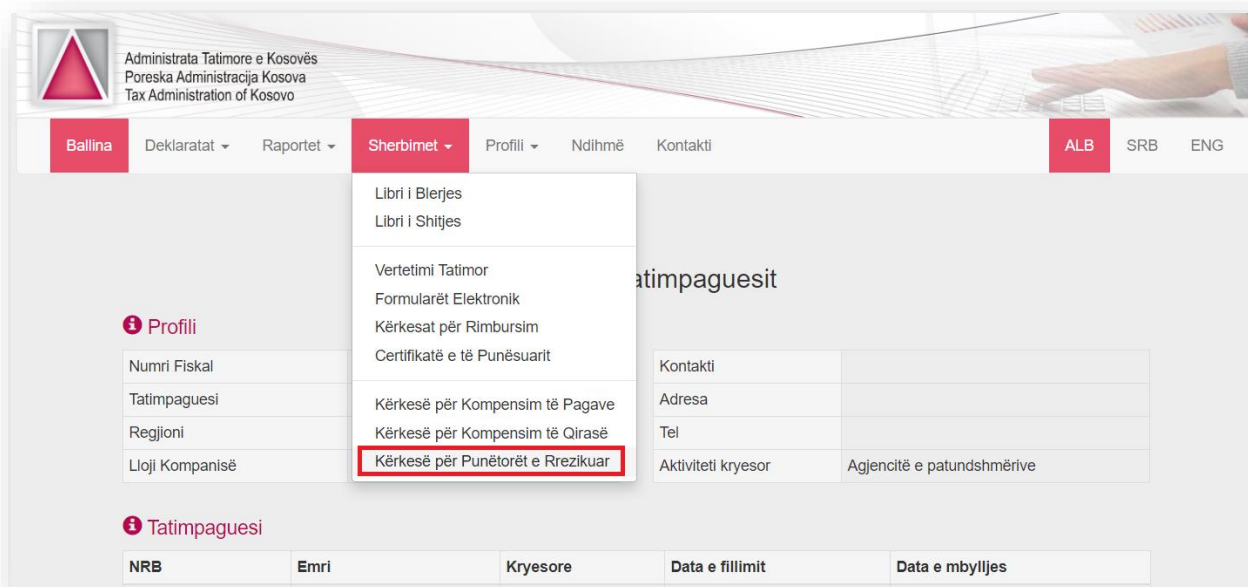 Administrata Tatimore e Kosovës
Poreska Administracija Kosova
Tax Administration of Kosovo
Ballina Deklaratat Raportet Sherbimet Profili Ndihmë Kontakti ALB SRB ENG
Libri i Blerjes
Libri i Shitjes
Vertetimi Tatimor
Formularët Elektronik
Kërkesat për Rimbursim
Certifikatë e të Punësuarit
Kërkesë për Kompensim të Pagave
Kërkesë për Kompensim të Qirasë
Kërkesë për Punëtorët e Rrezikuar
atimpaguesit
Profili
Numri Fiskal Kontakti
Tatimpaguesi Adresa
Regjioni Tel
Lloji Kompanisë Aktiviteti kryesor Agjencitë e patundshmërive
Tatimpaguesi
NRB Emri Kryesore Data e fillimit Data e mbylljes